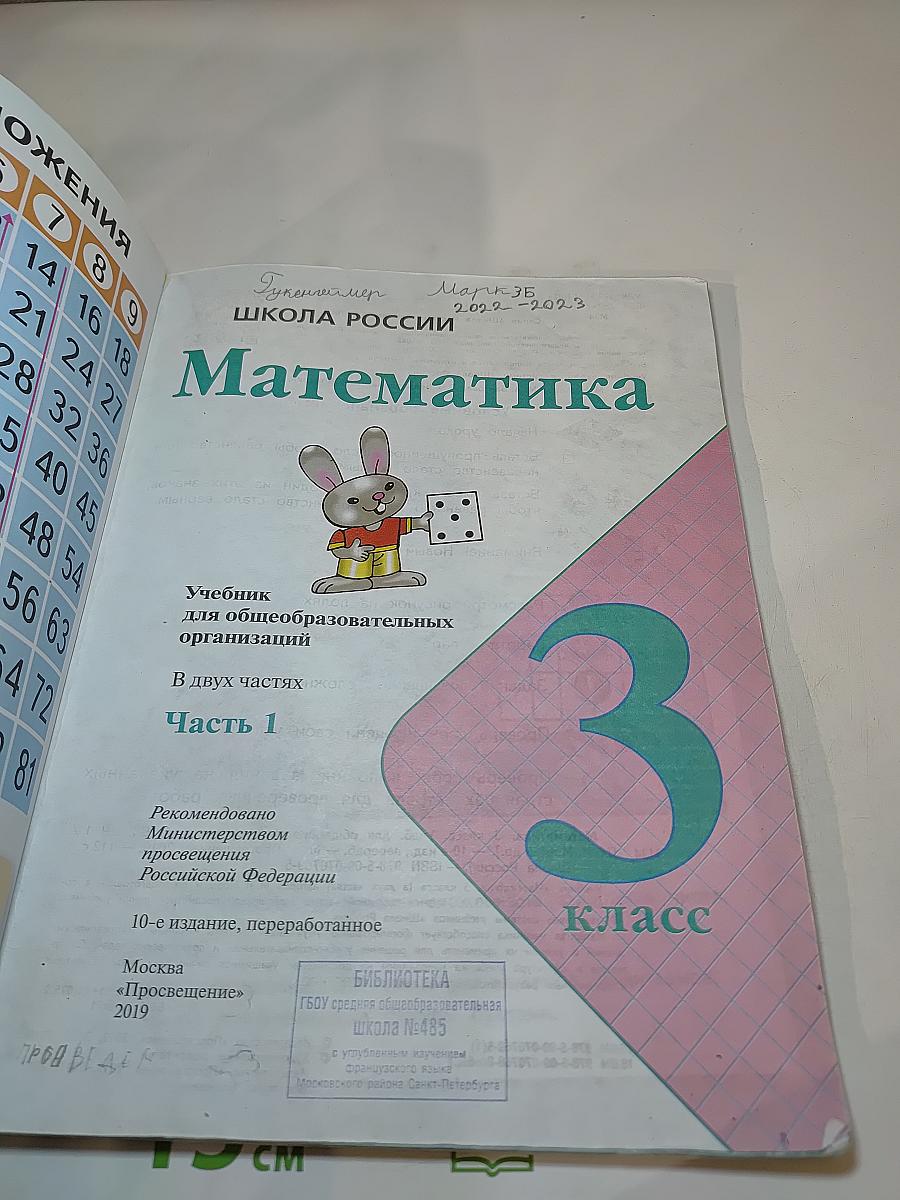 ОЖЕНИЯ
7 8 9
14 16 18
21 24 27
28 32 36
40 45
48 54
56 63
64 72
81
Гукенгеймер Марк 3Б
2022-2023
ШКОЛА РОССИИ
Математика
Учебник
для общеобразовательных
организаций
В двух частях
Часть 1
3
класс
Рекомендовано
Министерством
просвещения
Российской Федерации
10-е издание, переработанное
Москва
«Просвещение»
2019
БИБЛИОТЕКА
ГБОУ средняя общеобразовательная
школа №485
с углубленным изучением
французского языка
Московского района Санкт-Петербурга
СМ